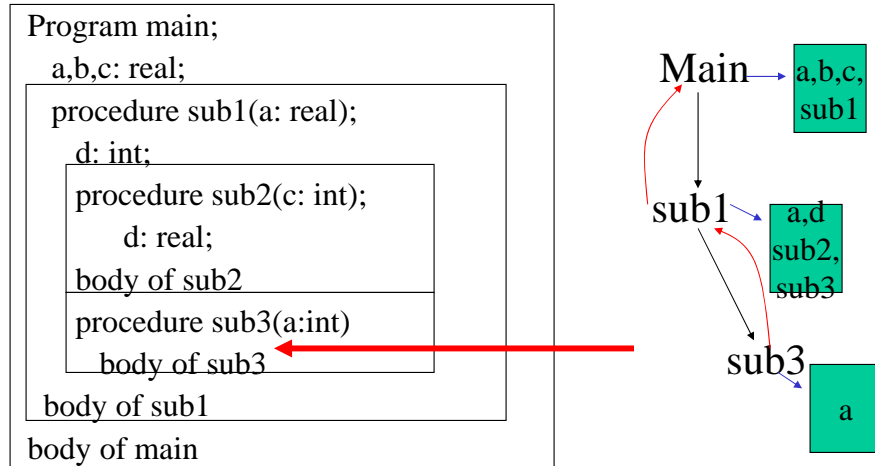 Program main;
a,b,c: real;
procedure sub1(a: real);
d: int;
procedure sub2(c: int);
d: real;
body of sub2
procedure sub3(a:int)
body of sub3
body of sub1
body of main
Main
a,b,c,
sub1
sub1
a,d
sub2,
sub3
sub3
a